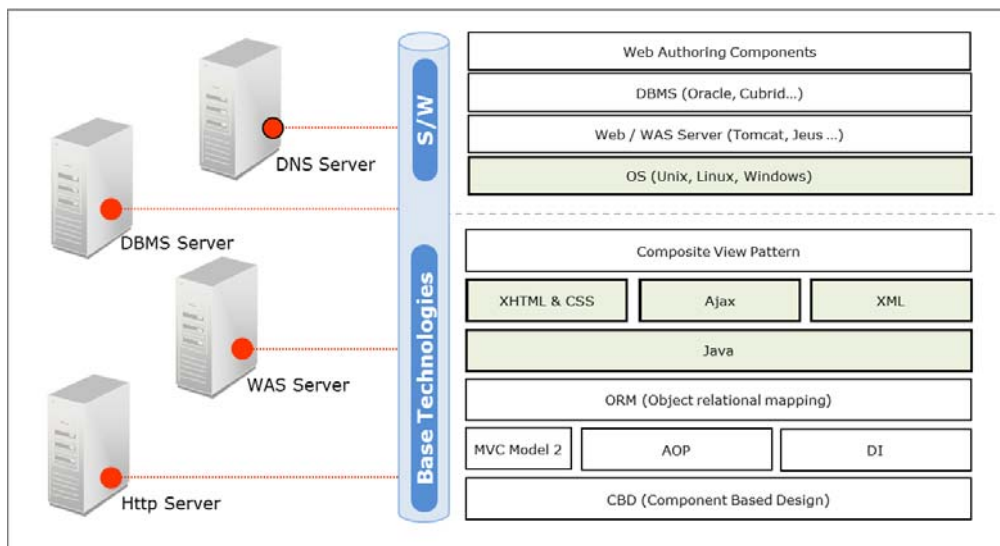 DNS Server
DBMS Server
WAS Server
Http Server
S/W
Base Technologies
Web Authoring Components
DBMS (Oracle, Cubrid...)
Web / WAS Server (Tomcat, Jeus ...)
OS (Unix, Linux, Windows)
Composite View Pattern
XHTML & CSS
Ajax
XML
Java
ORM (Object relational mapping)
MVC Model 2
AOP
DI
CBD (Component Based Design)